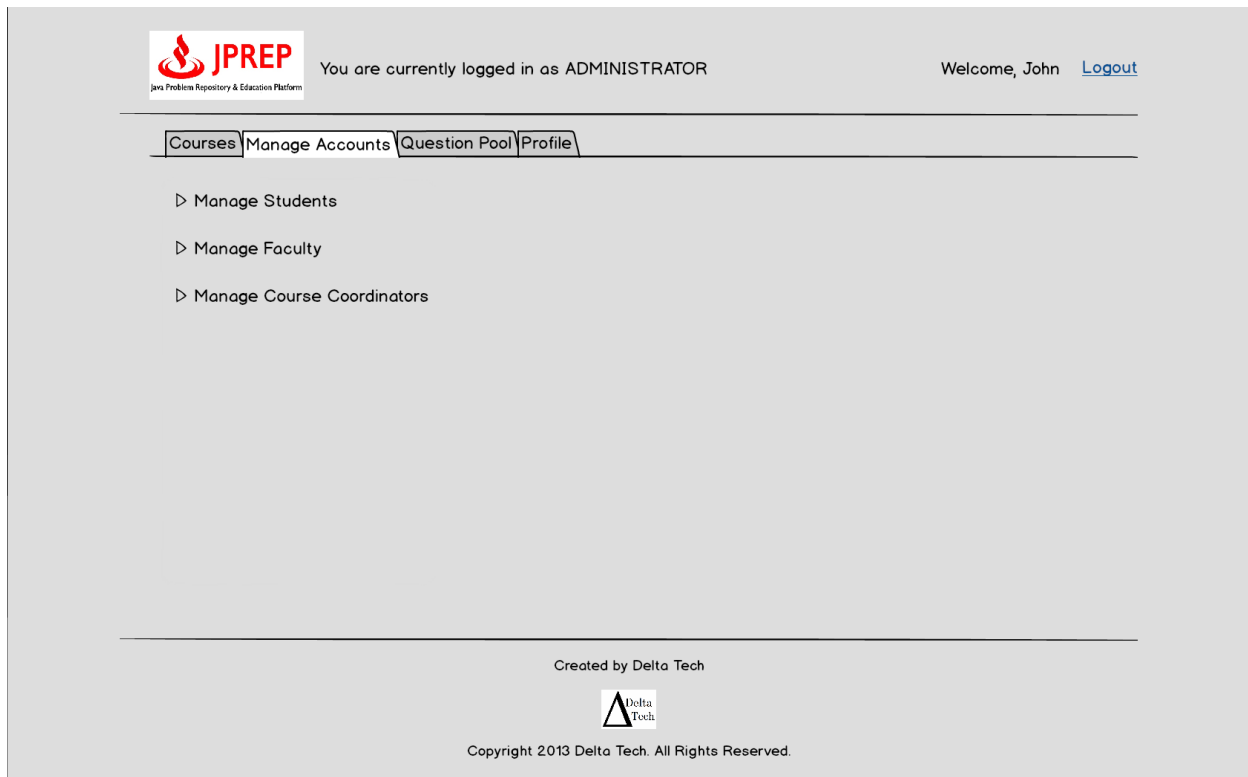 JPREP
Java Problem Repository & Education Platform
You are currently logged in as ADMINISTRATOR
Welcome, John Logout
Courses Manage Accounts Question Pool Profile
Manage Students
Manage Faculty
Manage Course Coordinators
Created by Delta Tech
Delta
Tech
Copyright 2013 Delta Tech. All Rights Reserved.